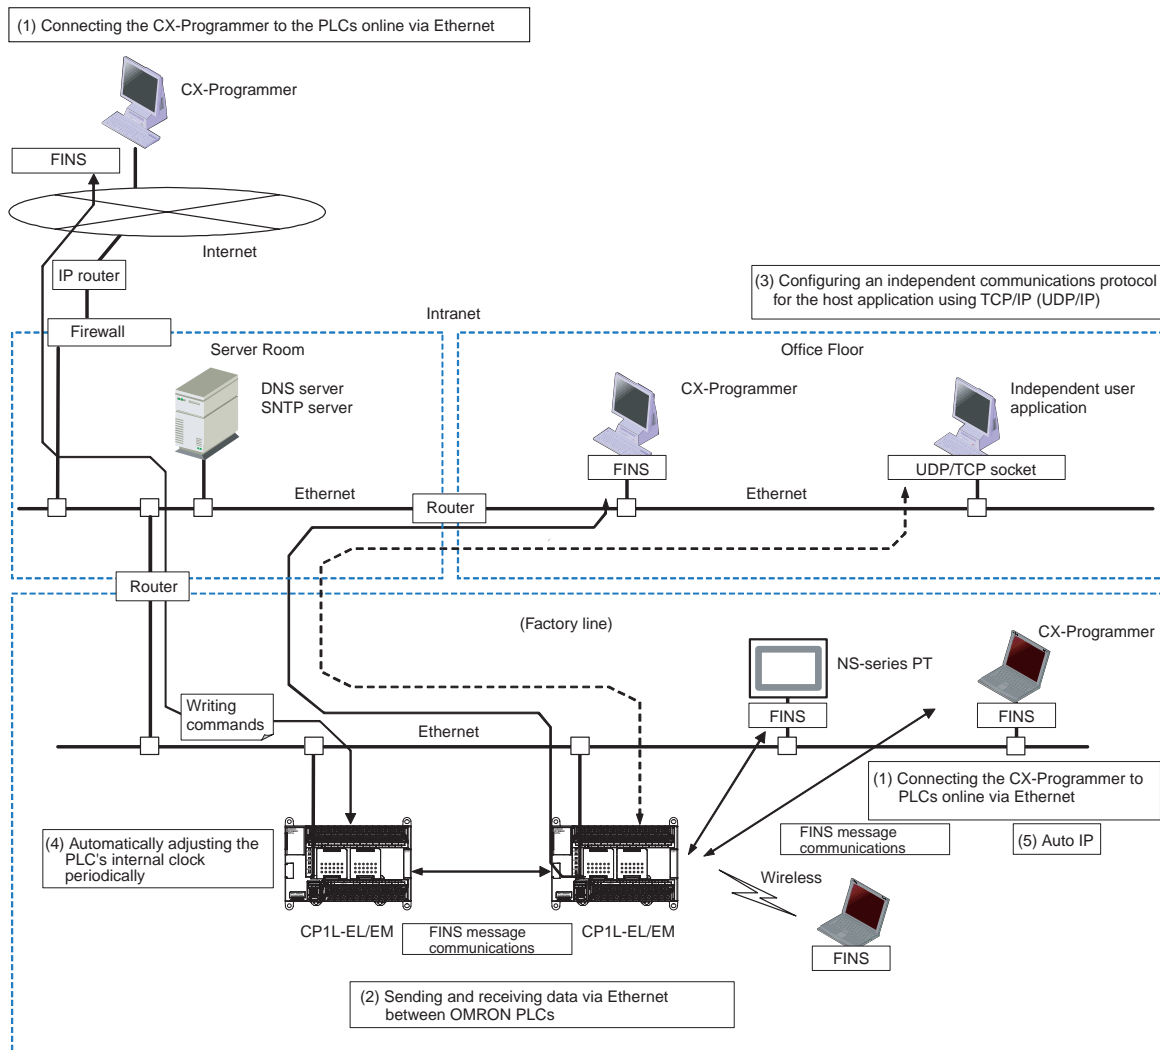 (1) Connecting the CX-Programmer to the PLCs online via Ethernet
CX-Programmer
FINS
Internet
IP router
(3) Configuring an independent communications protocol
for the host application using TCP/IP (UDP/IP)
Intranet
Firewall
Server Room
Office Floor
DNS server
SNTP server
CX-Programmer
Independent user
application
FINS
UDP/TCP socket
Ethernet
Router
Ethernet
Router
(Factory line)
CX-Programmer
NS-series PT
Writing
commands
FINS
FINS
Ethernet
(1) Connecting the CX-Programmer to
PLCs online via Ethernet
(4) Automatically adjusting the
PLC's internal clock
periodically
FINS message
communications
(5) Auto IP
Wireless
CP1L-EL/EM
FINS message
communications
CP1L-EL/EM
FINS
(2) Sending and receiving data via Ethernet
between OMRON PLCs